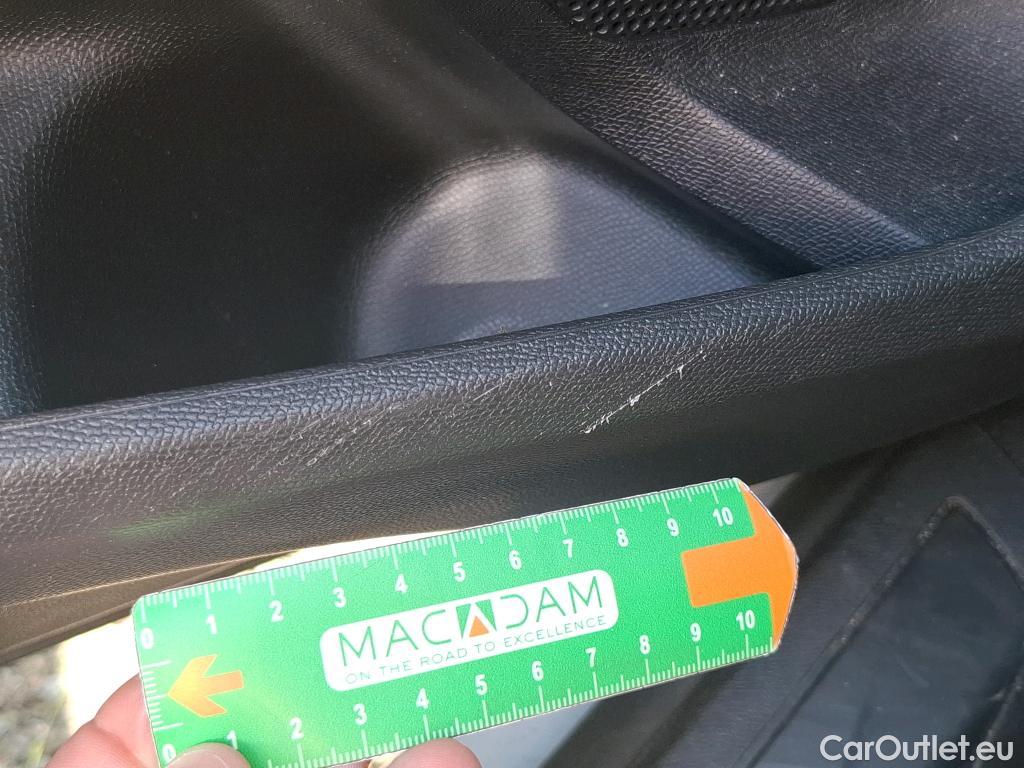 0 1 2 3 4 5 6 7 8 9 10
MACADAM
ON THE ROAD TO EXCELLENCE
0 1 2 3 4 5 6 7 8 9 10
CarOutlet.eu